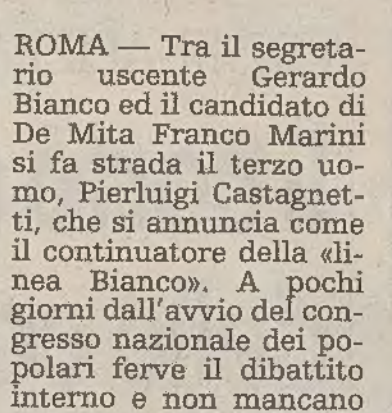 ROMA — Tra il segreta-
rio uscente Gerardo
Bianco ed il candidato di
De Mita Franco Marini
si fa strada il terzo uo-
mo, Pierluigi Castagnet-
ti, che si annuncia come
il continuatore della «li-
nea Bianco». A pochi
giorni dall'avvio del con-
gresso nazionale dei po-
polari ferve il dibattito
interno e non mancano